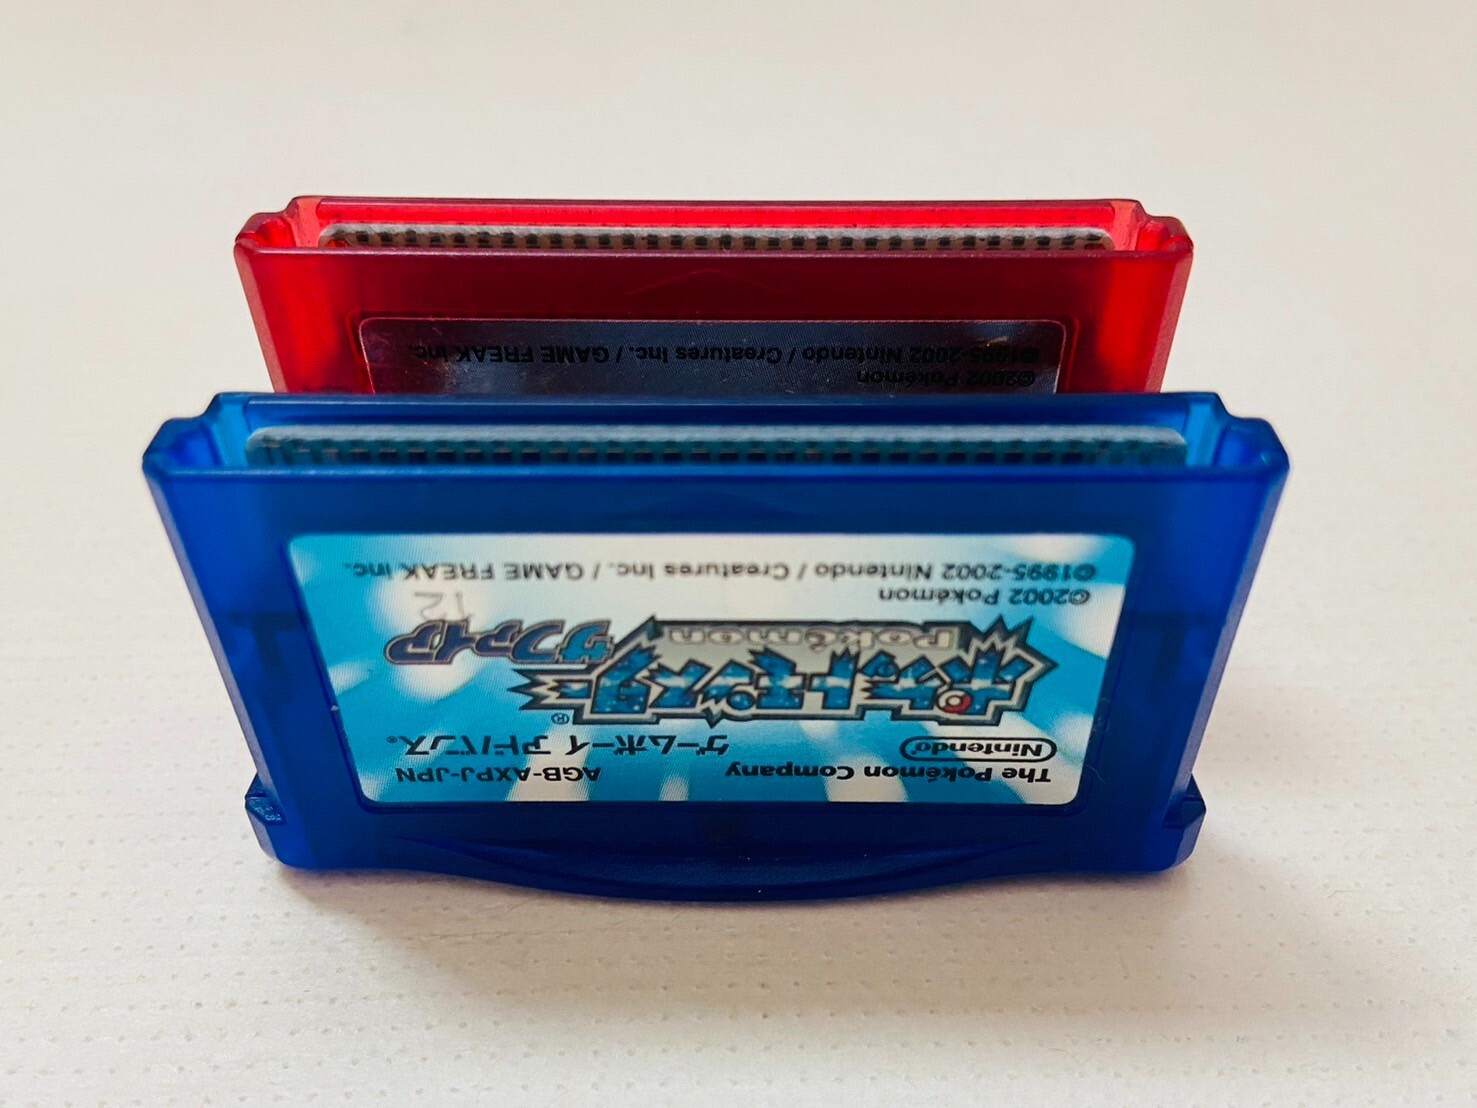 The Pokémon Company AGB-AXPJ-JPN
Nintendo ゲームボーイ アドバンス®
ポケットモンスター®
Pokémon サファイア
©2002 Pokémon
©1995-2002 Nintendo / Creatures Inc. / GAME FREAK inc.
©2002 Pokémon
©1995-2002 Nintendo / Creatures Inc. / GAME FREAK inc.